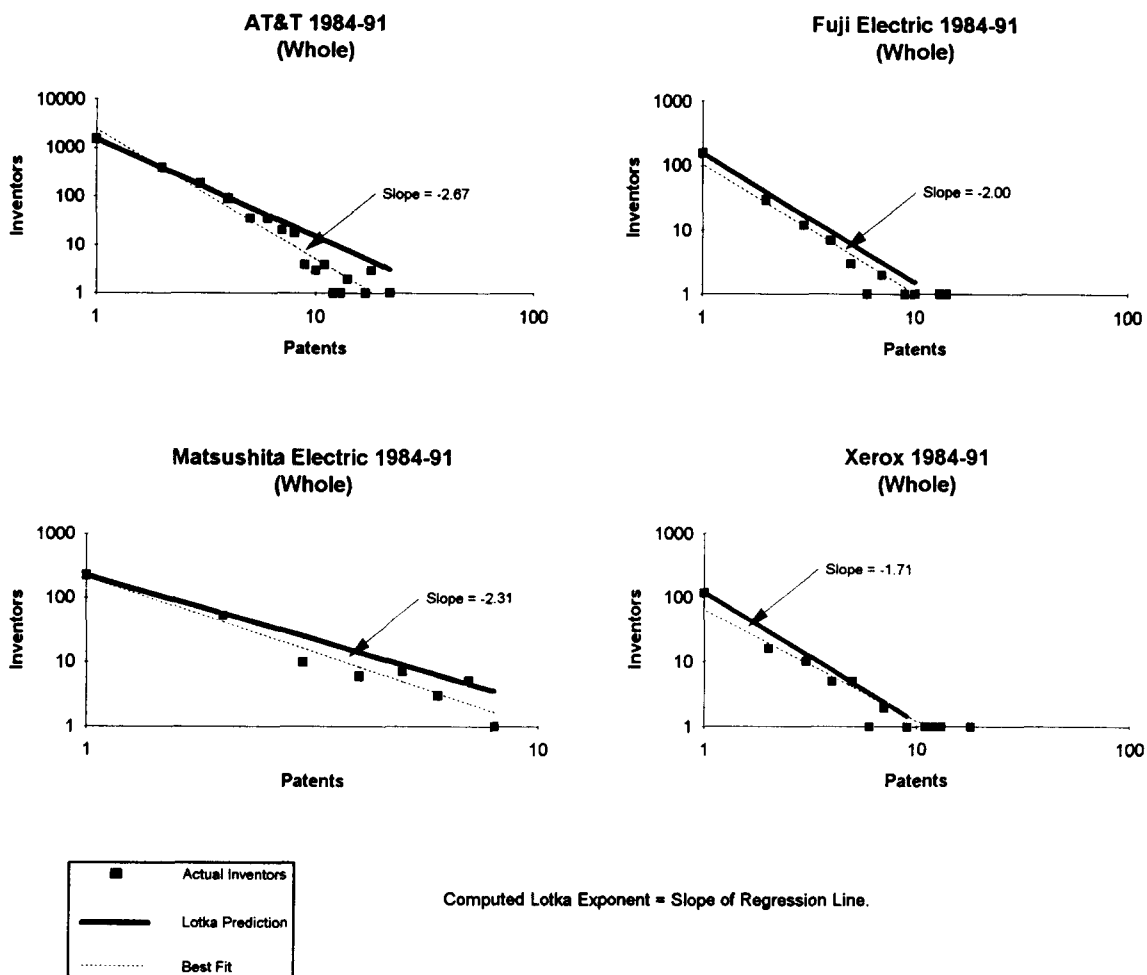 AT&T 1984-91
(Whole)
10000
1000
100
10
1
Inventors
Slope = -2.67
1
10
100
Patents
Fuji Electric 1984-91
(Whole)
1000
100
10
1
Inventors
Slope = -2.00
1
10
100
Patents
Matsushita Electric 1984-91
(Whole)
1000
100
10
1
Inventors
Slope = -2.31
1
10
Patents
Xerox 1984-91
(Whole)
1000
100
10
1
Inventors
Slope = -1.71
1
10
100
Patents
Actual Inventors
Lotka Prediction
Best Fit
Computed Lotka Exponent = Slope of Regression Line.